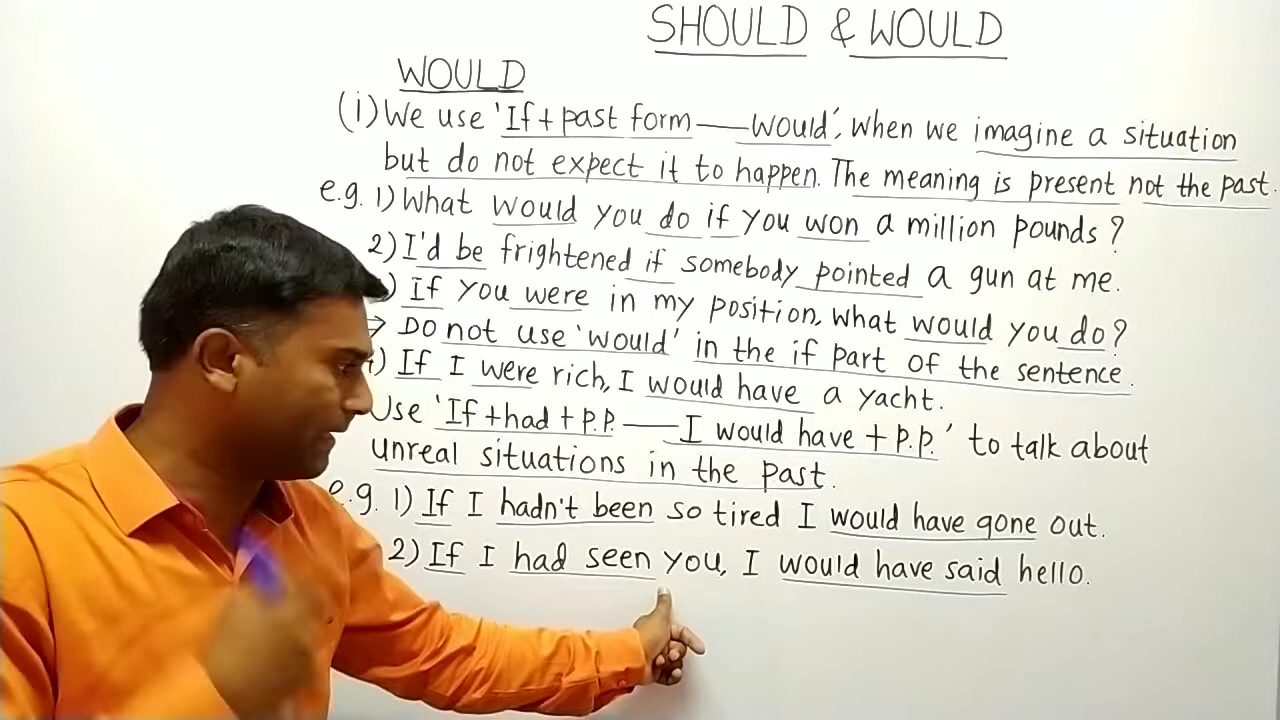 SHOULD & WOULD
WOULD
(i) We use 'If + past form — would', when we imagine a situation
but do not expect it to happen. The meaning is present not the past.
e.g. 1) What would you do if you won a million pounds?
2) I'd be frightened if somebody pointed a gun at me.
) If you were in my position, what would you do?
→ Do not use 'would' in the if part of the sentence.
) If I were rich, I would have a yacht.
Use 'If + had + p.p. — I would have + p.p.' to talk about
unreal situations in the past.
e.g. 1) If I hadn't been so tired I would have gone out.
2) If I had seen you, I would have said hello.